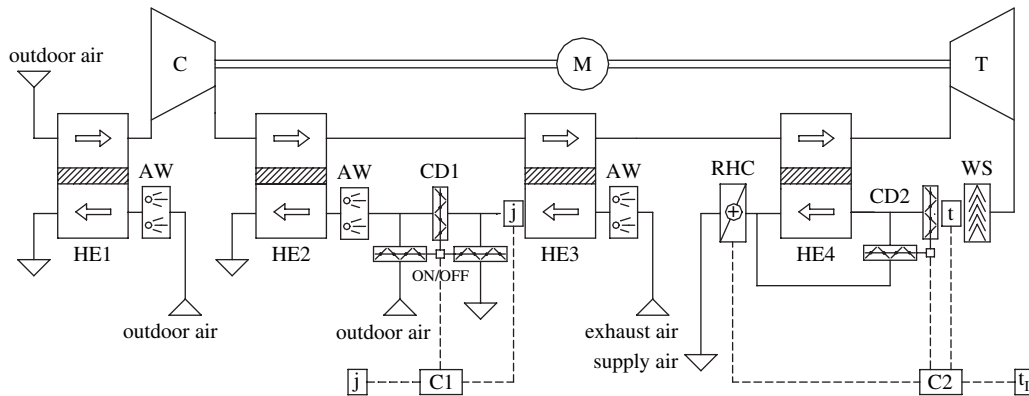 outdoor air
C
M
T
AW
AW
CD1
AW
RHC
CD2
WS
j
t
HE1
HE2
HE3
HE4
ON/OFF
outdoor air
outdoor air
exhaust air
supply air
j
C1
C2